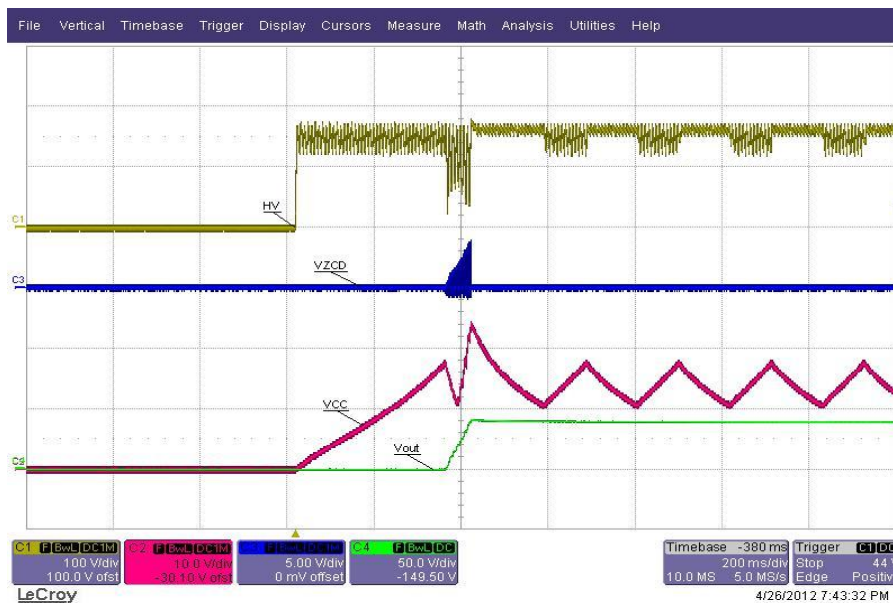 File Vertical Timebase Trigger Display Cursors Measure Math Analysis Utilities Help
C1
HV
C3
VZCD
VCC
Vout
C1 F BwL DC1M
100 V/div
100.0 V ofst
C2 F BwL DC1M
10.0 V/div
-30.10 V ofst
F BwL DC1M
5.00 V/div
0 mV offset
C4 F BwL DC
50.0 V/div
-149.50 V
Timebase -380 ms
200 ms/div
10.0 MS 5.0 MS/s
Trigger C1 DC
Stop 44 V
Edge Positiv
LeCroy
4/26/2012 7:43:32 PM